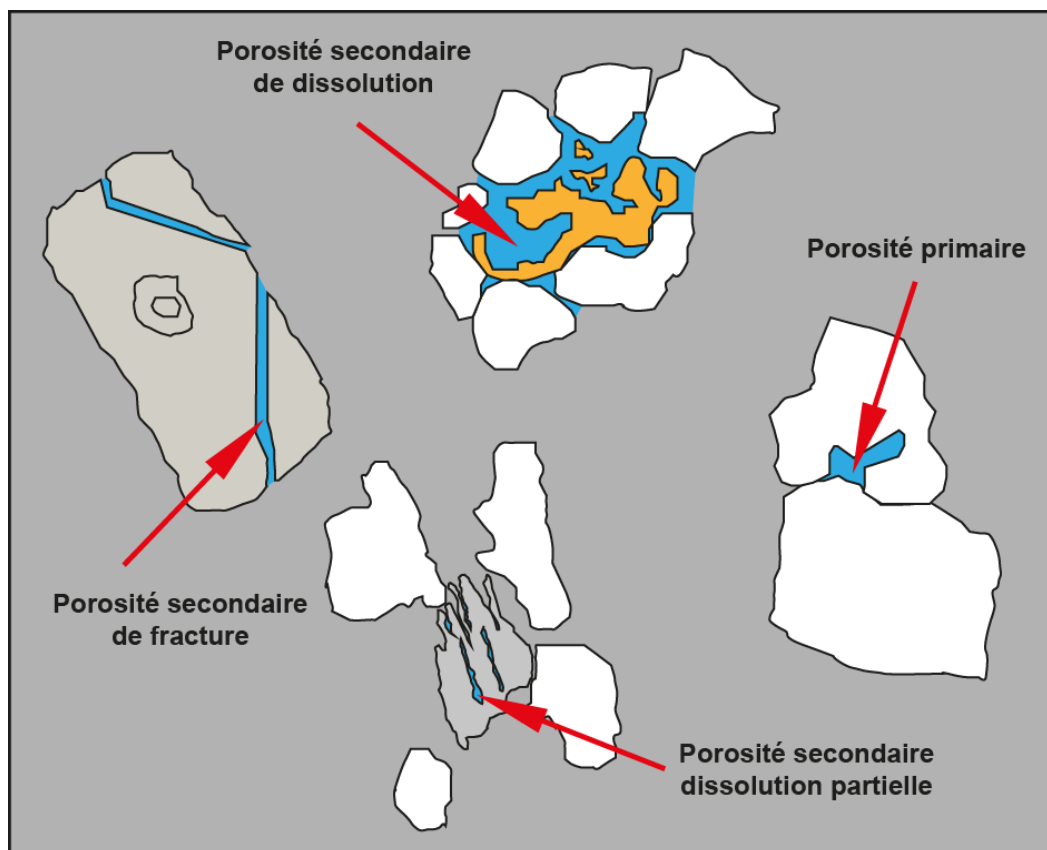 Porosité secondaire
de dissolution
Porosité primaire
Porosité secondaire
de fracture
Porosité secondaire
dissolution partielle